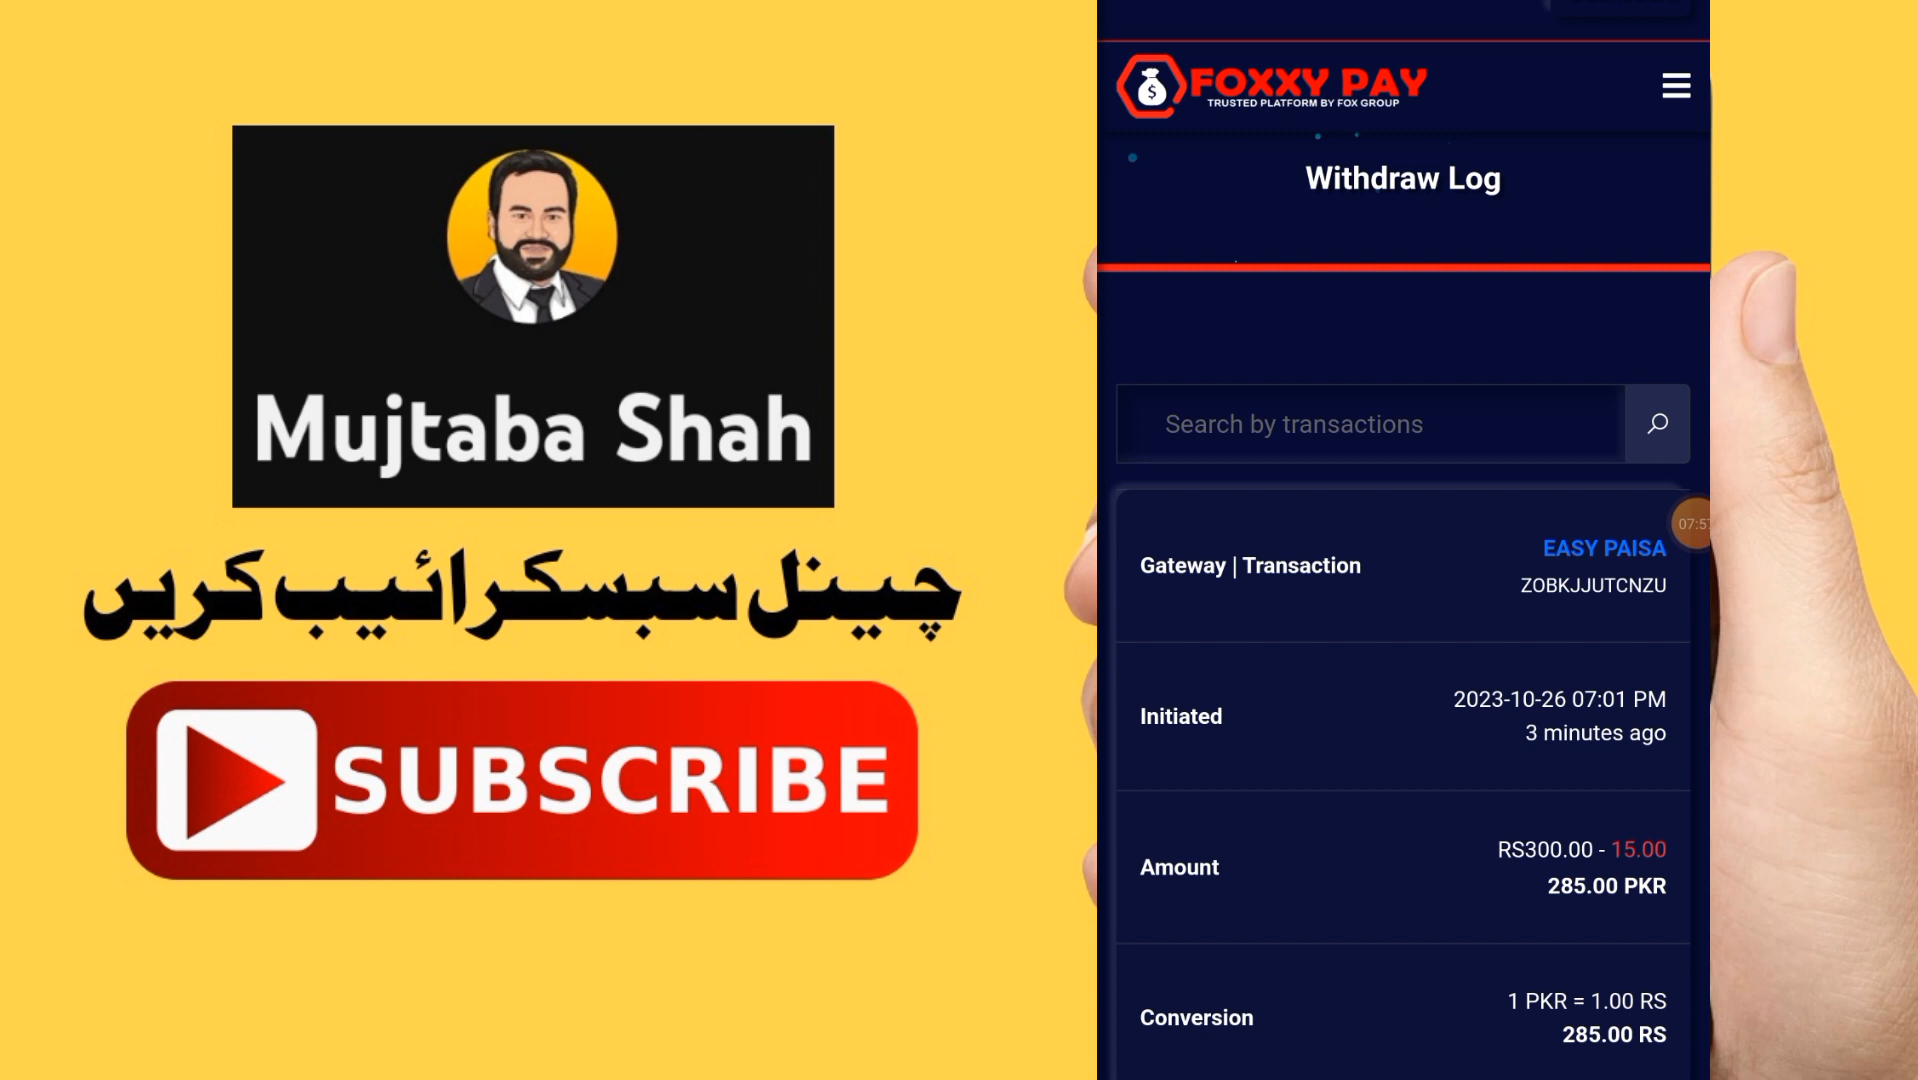 Mujtaba Shah
چینل سبسکرائیب کریں
SUBSCRIBE
FOXXY PAY
TRUSTED PLATFORM BY FOX GROUP
Withdraw Log
Search by transactions
Gateway | Transaction
EASY PAISA
ZOBKJJUTCNZU
Initiated
2023-10-26 07:01 PM
3 minutes ago
Amount
RS300.00 - 15.00
285.00 PKR
Conversion
1 PKR = 1.00 RS
285.00 RS